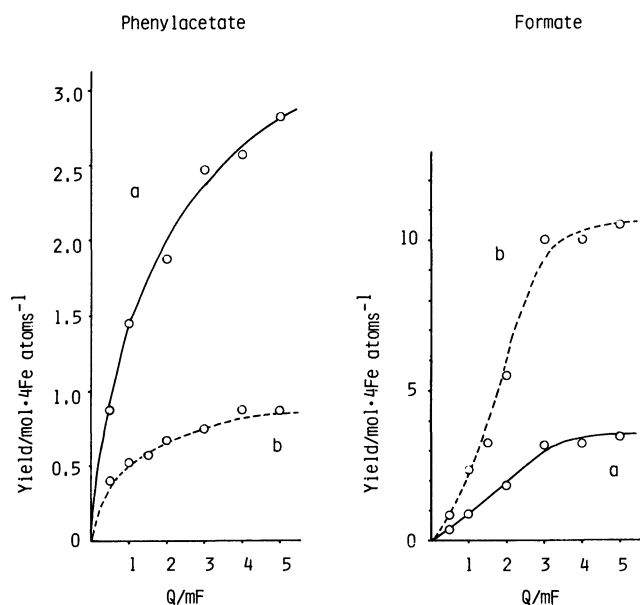 Phenylacetate
Yield/mol·4Fe atoms⁻¹
3.0
2.5
2.0
1.5
1.0
0.5
0
a
b
1 2 3 4 5
Q/mF
Formate
Yield/mol·4Fe atoms⁻¹
10
5
0
b
a
1 2 3 4 5
Q/mF